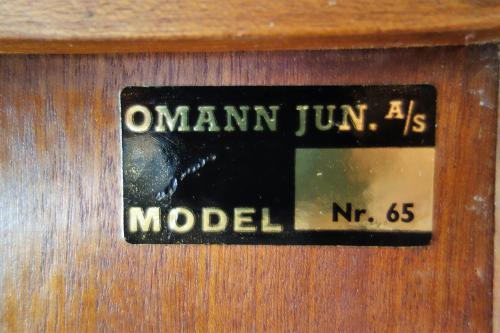 OMANN JUN. A/S
MODEL Nr. 65